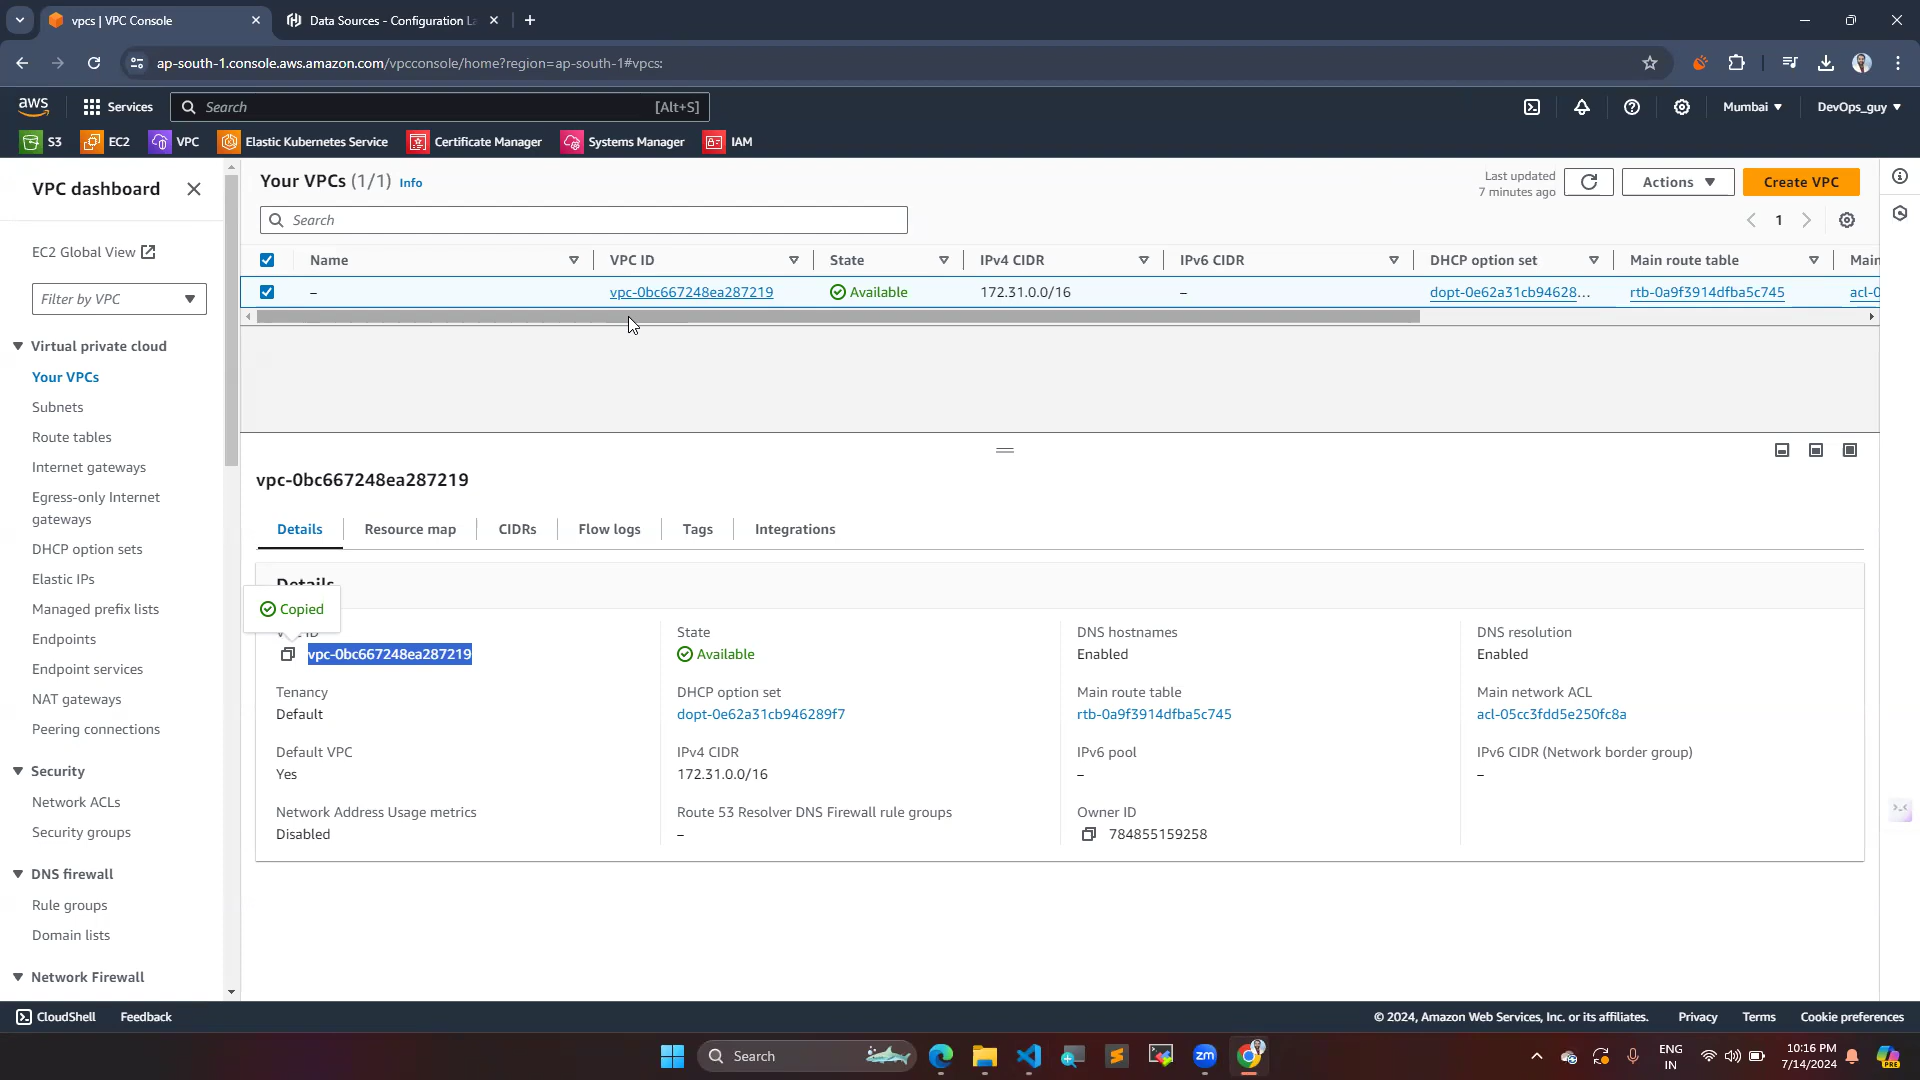 vpcs | VPC Console
Data Sources - Configuration La
ap-south-1.console.aws.amazon.com/vpcconsole/home?region=ap-south-1#vpcs:
aws
Services
Search
[Alt+S]
Mumbai
DevOps_guy
S3
EC2
VPC
Elastic Kubernetes Service
Certificate Manager
Systems Manager
IAM
VPC dashboard
EC2 Global View
Filter by VPC
Virtual private cloud
Your VPCs
Subnets
Route tables
Internet gateways
Egress-only Internet
gateways
DHCP option sets
Elastic IPs
Managed prefix lists
Endpoints
Endpoint services
NAT gateways
Peering connections
Security
Network ACLs
Security groups
DNS firewall
Rule groups
Domain lists
Network Firewall
Your VPCs (1/1) Info
Last updated
7 minutes ago
Actions
Create VPC
Search
1
Name
VPC ID
State
IPv4 CIDR
IPv6 CIDR
DHCP option set
Main route table
Main
–
vpc-0bc667248ea287219
Available
172.31.0.0/16
–
dopt-0e62a31cb94628...
rtb-0a9f3914dfba5c745
acl-0
vpc-0bc667248ea287219
Details
Resource map
CIDRs
Flow logs
Tags
Integrations
Details
Copied
VPC ID
vpc-0bc667248ea287219
State
Available
DNS hostnames
Enabled
DNS resolution
Enabled
Tenancy
Default
DHCP option set
dopt-0e62a31cb946289f7
Main route table
rtb-0a9f3914dfba5c745
Main network ACL
acl-05cc3fdd5e250fc8a
Default VPC
Yes
IPv4 CIDR
172.31.0.0/16
IPv6 pool
–
IPv6 CIDR (Network border group)
–
Network Address Usage metrics
Disabled
Route 53 Resolver DNS Firewall rule groups
–
Owner ID
784855159258
CloudShell
Feedback
© 2024, Amazon Web Services, Inc. or its affiliates.
Privacy
Terms
Cookie preferences
Search
zm
ENG
IN
10:16 PM
7/14/2024
PRE